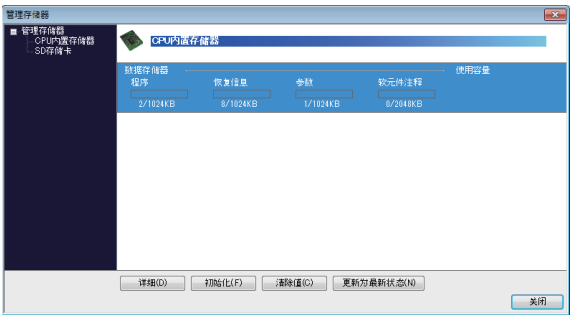 管理存储器
管理存储器
CPU内置存储器
SD存储卡
CPU内置存储器
数据存储器 使用容量
程序 恢复信息 参数 软元件注释
2/1024KB 8/1024KB 1/1024KB 0/2048KB
详细(D) 初始化(F) 清除值(C) 更新为最新状态(N)
关闭